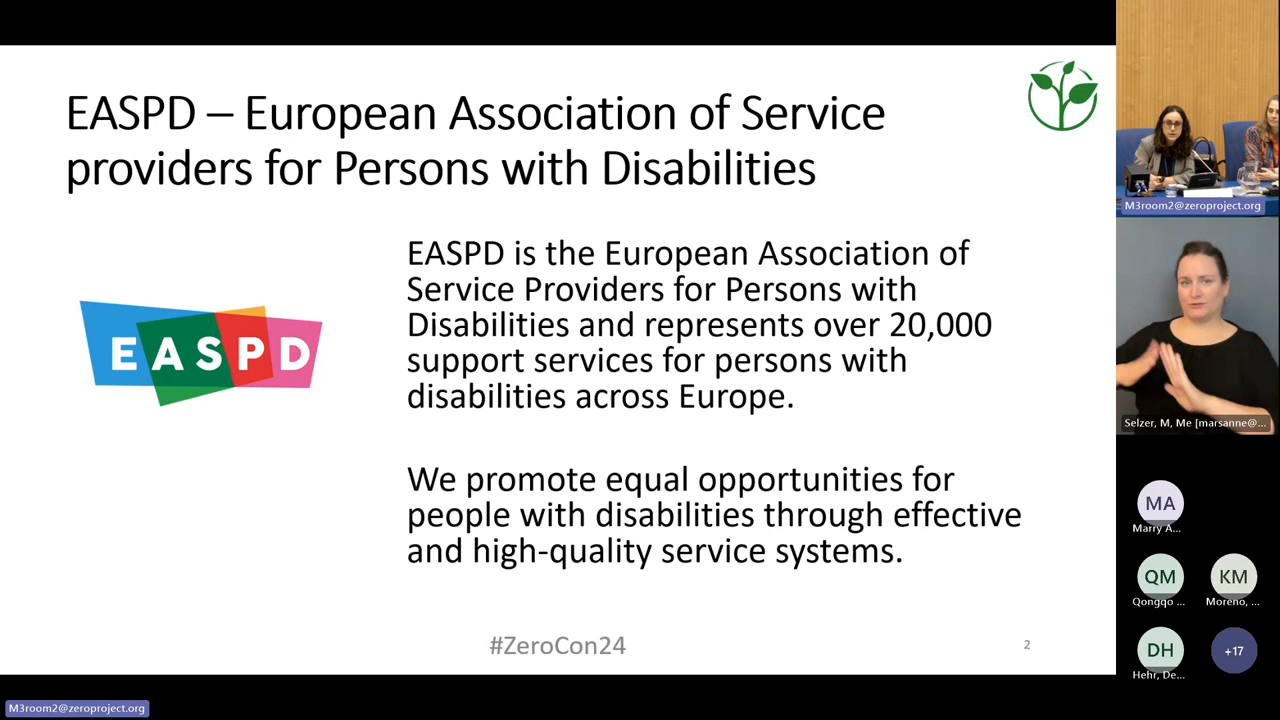 EASPD – European Association of Service
providers for Persons with Disabilities
EASPD
EASPD is the European Association of
Service Providers for Persons with
Disabilities and represents over 20,000
support services for persons with
disabilities across Europe.
We promote equal opportunities for
people with disabilities through effective
and high-quality service systems.
#ZeroCon24
2
M3room2@zeroproject.org
Selzer, M, Me [marsanne@...
MA
Marry A...
QM
Qongqo ...
KM
Moreno, ...
DH
Hehr, De...
+17
M3room2@zeroproject.org